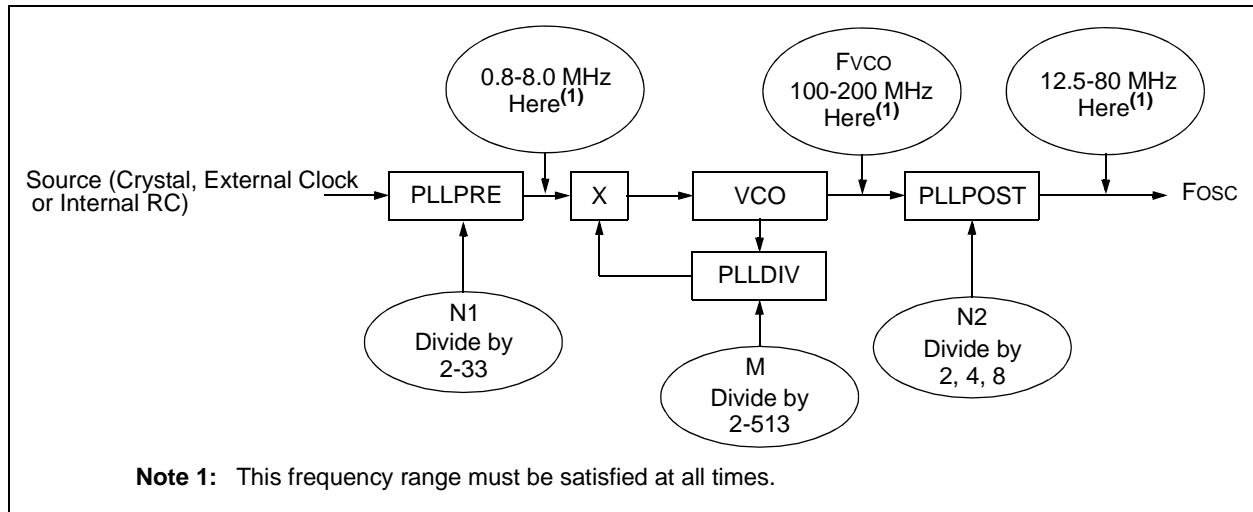 0.8-8.0 MHz
Here(1)
FVCO
100-200 MHz
Here(1)
12.5-80 MHz
Here(1)
Source (Crystal, External Clock
or Internal RC)
PLLPRE
X
VCO
PLLPOST
FOSC
PLLDIV
N1
Divide by
2-33
M
Divide by
2-513
N2
Divide by
2, 4, 8
Note 1: This frequency range must be satisfied at all times.